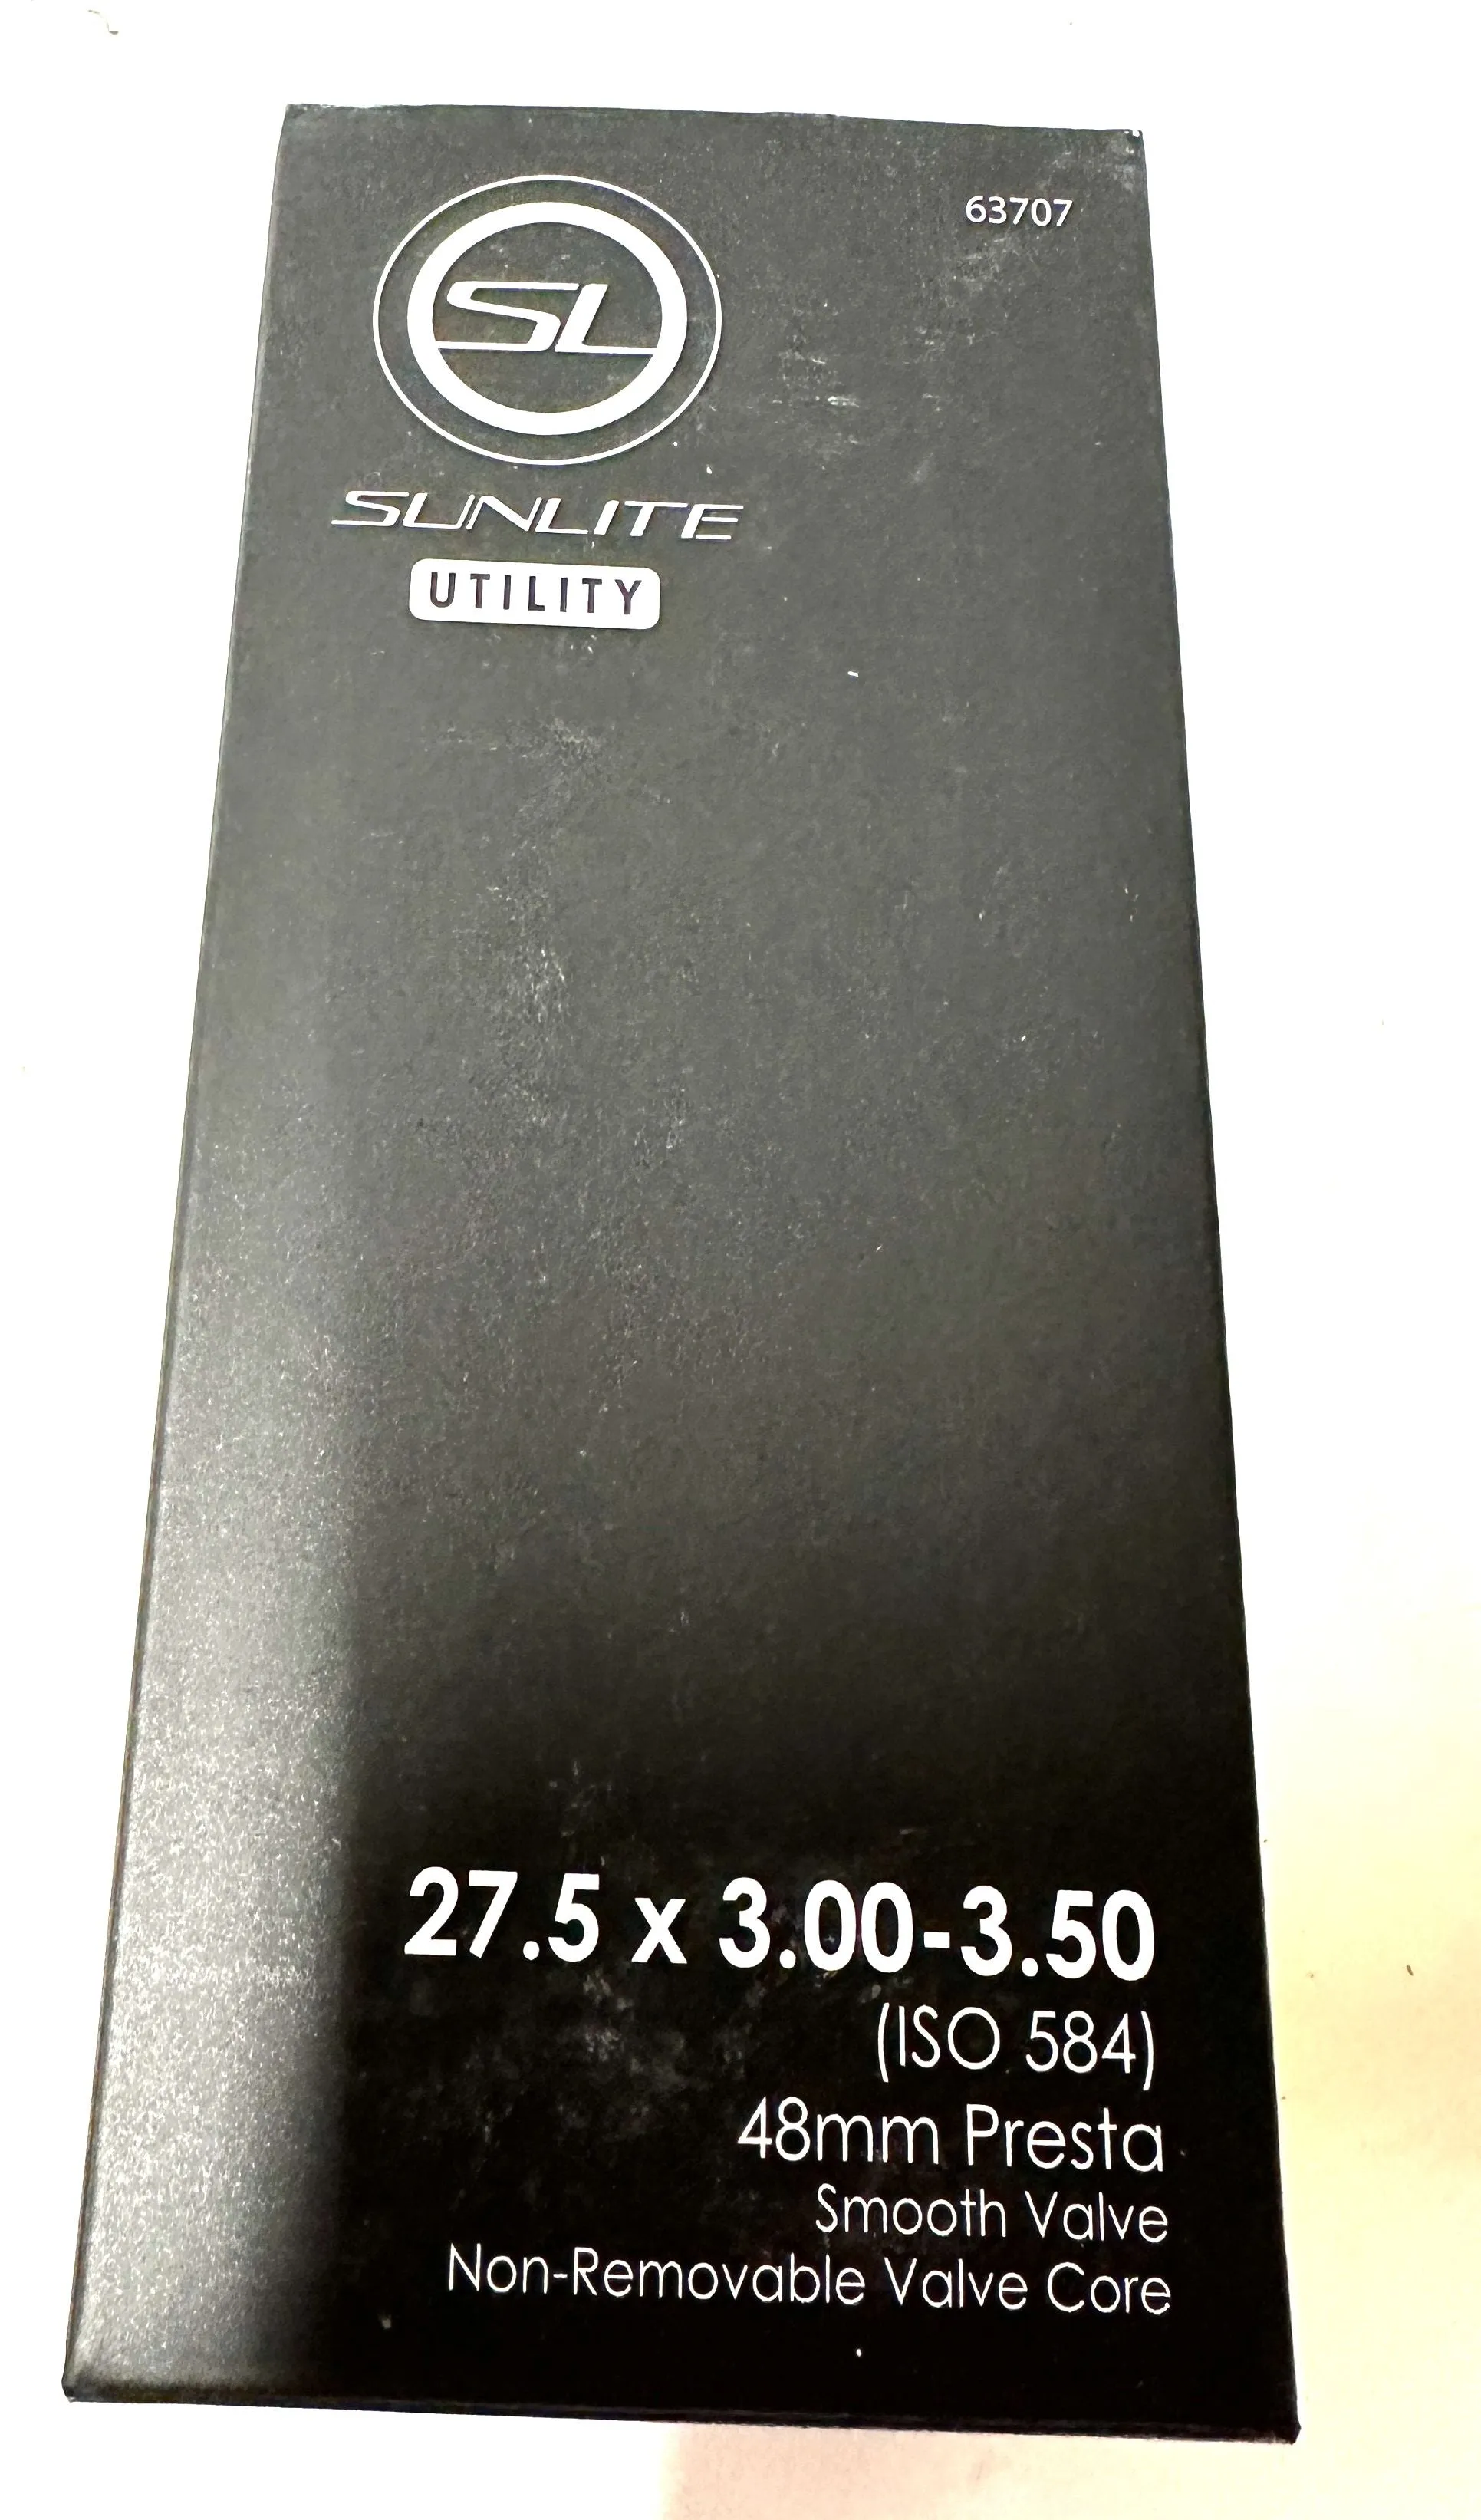 63707
SL
SUNLITE
UTILITY
27.5 x 3.00-3.50
(ISO 584)
48mm Presta
Smooth Valve
Non-Removable Valve Core